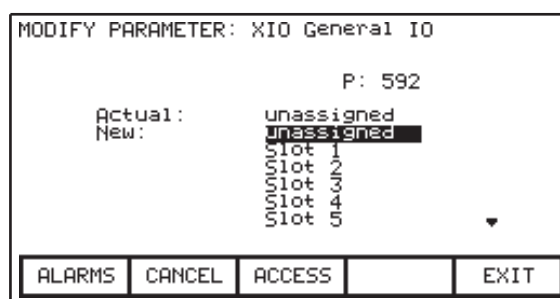 MODIFY PARAMETER: XIO General IO
P: 592
Actual: unassigned
New: unassigned
Slot 1
Slot 2
Slot 3
Slot 4
Slot 5
ALARMS CANCEL ACCESS EXIT